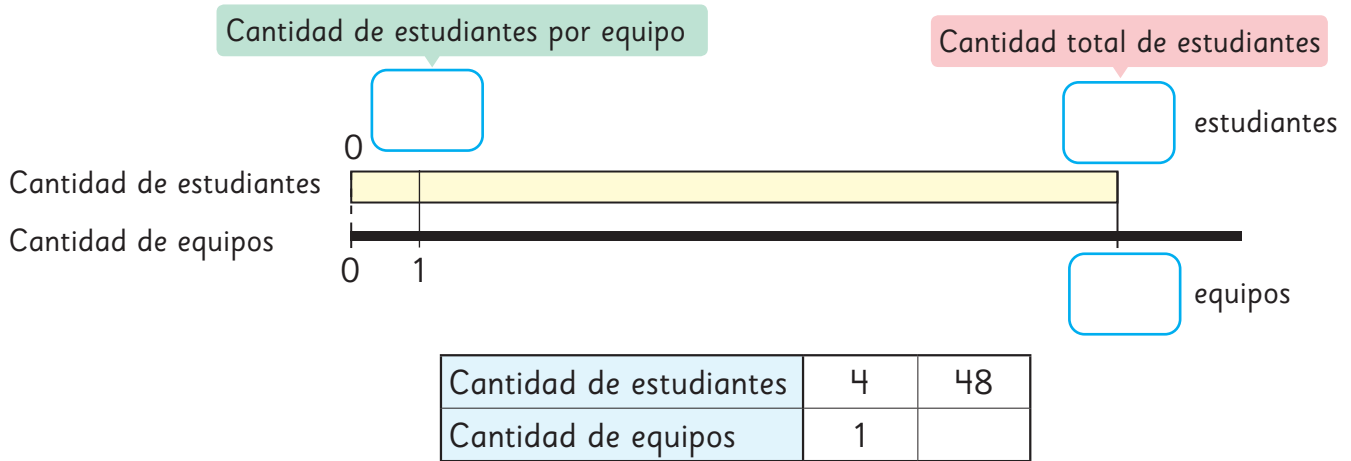 Cantidad de estudiantes por equipo
Cantidad total de estudiantes
estudiantes
0
Cantidad de estudiantes
Cantidad de equipos
0 1
equipos
Cantidad de estudiantes 4 48
Cantidad de equipos 1